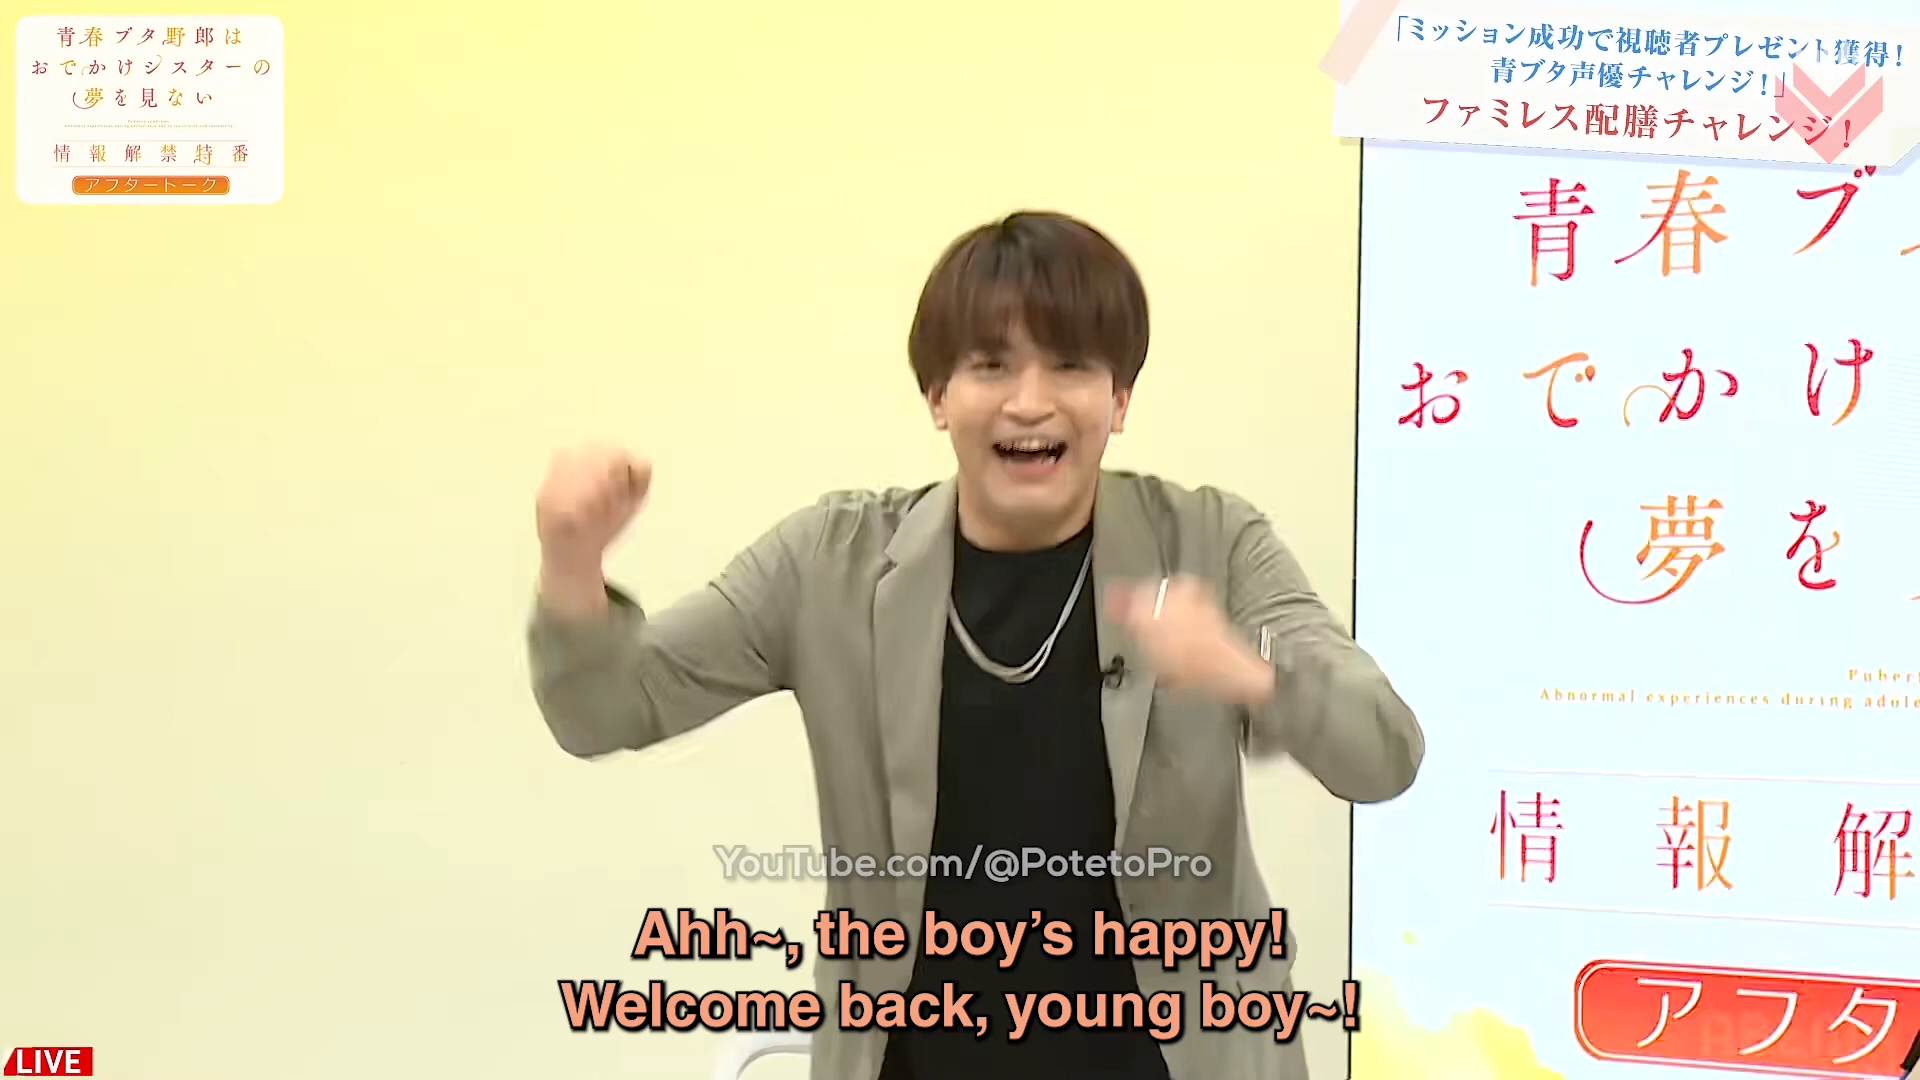 青春ブタ野郎は
おでかけシスターの
夢を見ない
情報解禁特番
アフタートーク
「ミッション成功で視聴者プレゼント獲得！
青ブタ声優チャレンジ！」
ファミレス配膳チャレンジ！
青春ブ
おでかけ
夢を
Pubert
Abnormal experiences during adole
情報解
アフタ
YouTube.com/@PotetoPro
Ahh~, the boy's happy!
Welcome back, young boy~!
LIVE